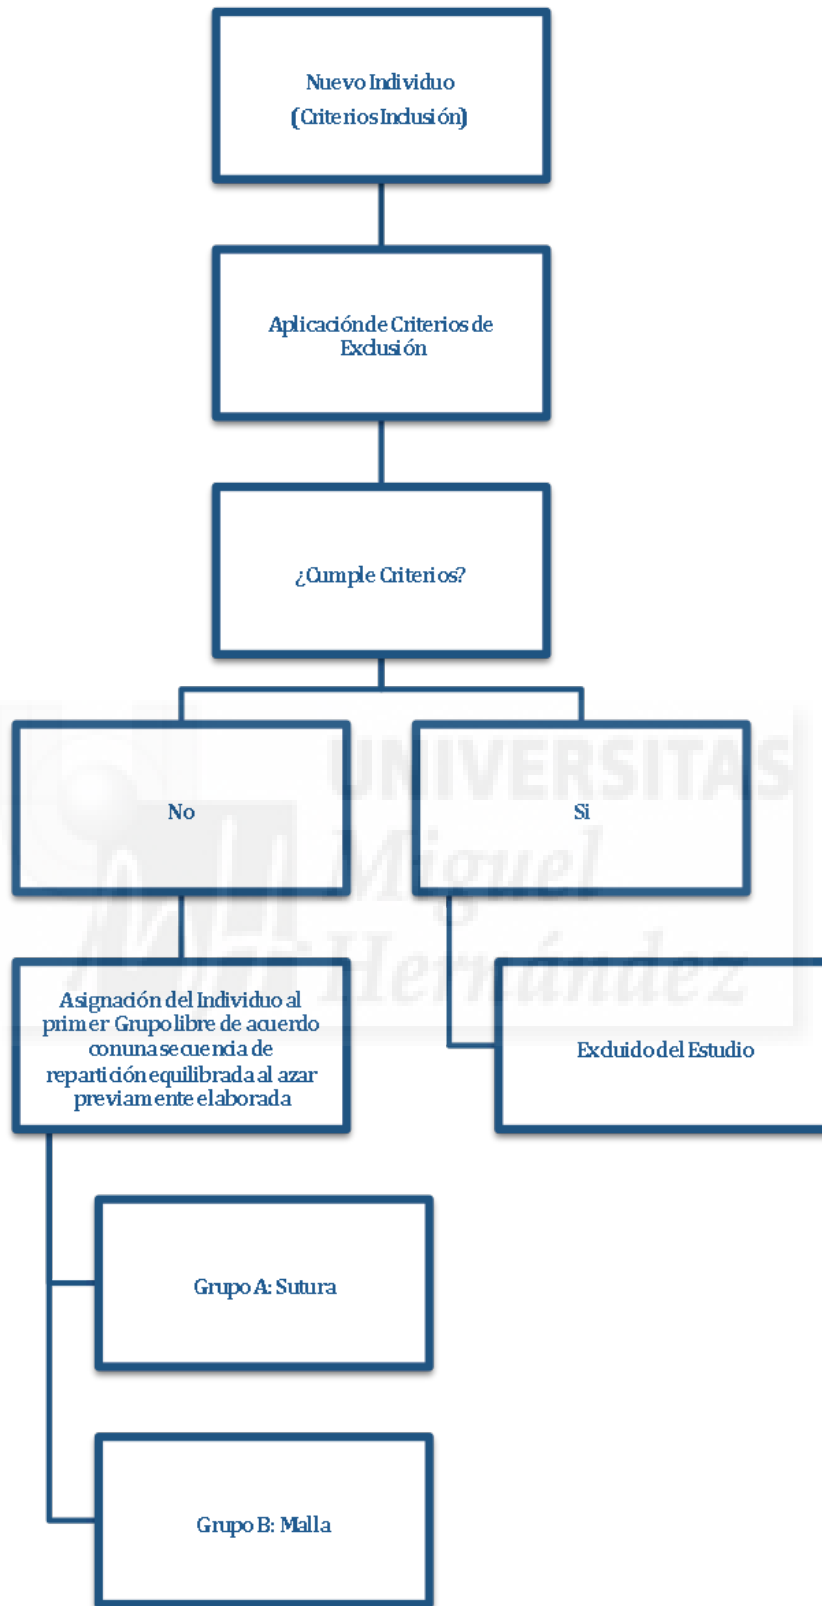 Nuevo Individuo
(Criterios Inclusión)
Aplicación de Criterios de
Exclusión
¿Cumple Criterios?
No
Si
UNIVERSITAS
Miguel
Hernández
Asignación del Individuo al
primer Grupo libre de acuerdo
con una secuencia de
repartición equilibrada al azar
previamente elaborada
Excluido del Estudio
Grupo A: Sutura
Grupo B: Malla